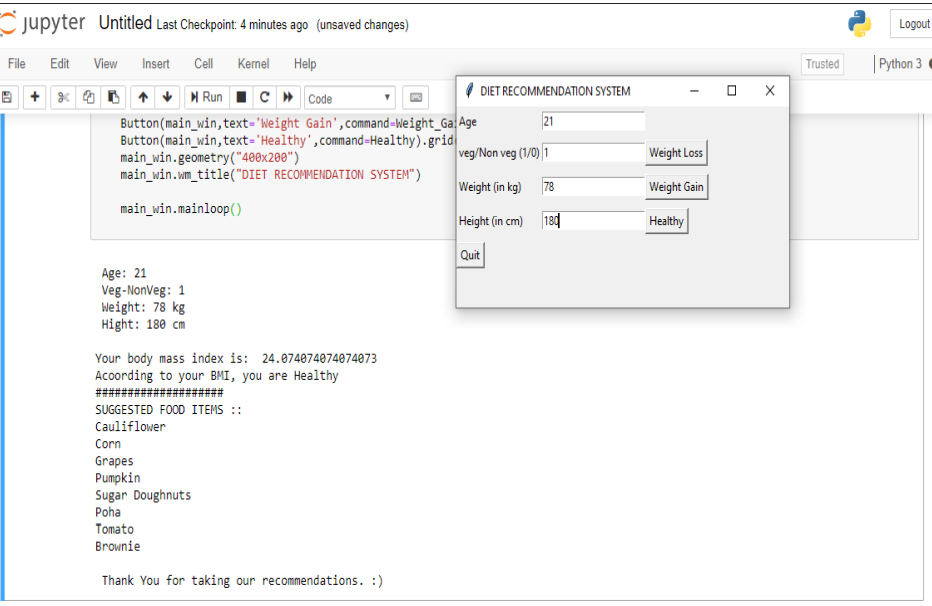 jupyter Untitled Last Checkpoint: 4 minutes ago (unsaved changes)
Logout
File Edit View Insert Cell Kernel Help
Trusted
Python 3
Run
Code
Button(main_win,text='Weight Gain',command=Weight_Ga
Button(main_win,text='Healthy',command=Healthy).grid
main_win.geometry("400x200")
main_win.wm_title("DIET RECOMMENDATION SYSTEM")
main_win.mainloop()
DIET RECOMMENDATION SYSTEM
Age 21
veg/Non veg (1/0) 1 Weight Loss
Weight (in kg) 78 Weight Gain
Height (in cm) 180 Healthy
Quit
Age: 21
Veg-NonVeg: 1
Weight: 78 kg
Hight: 180 cm
Your body mass index is:  24.074074074074073
Acoording to your BMI, you are Healthy
####################
SUGGESTED FOOD ITEMS ::
Cauliflower
Corn
Grapes
Pumpkin
Sugar Doughnuts
Poha
Tomato
Brownie
Thank You for taking our recommendations. :)